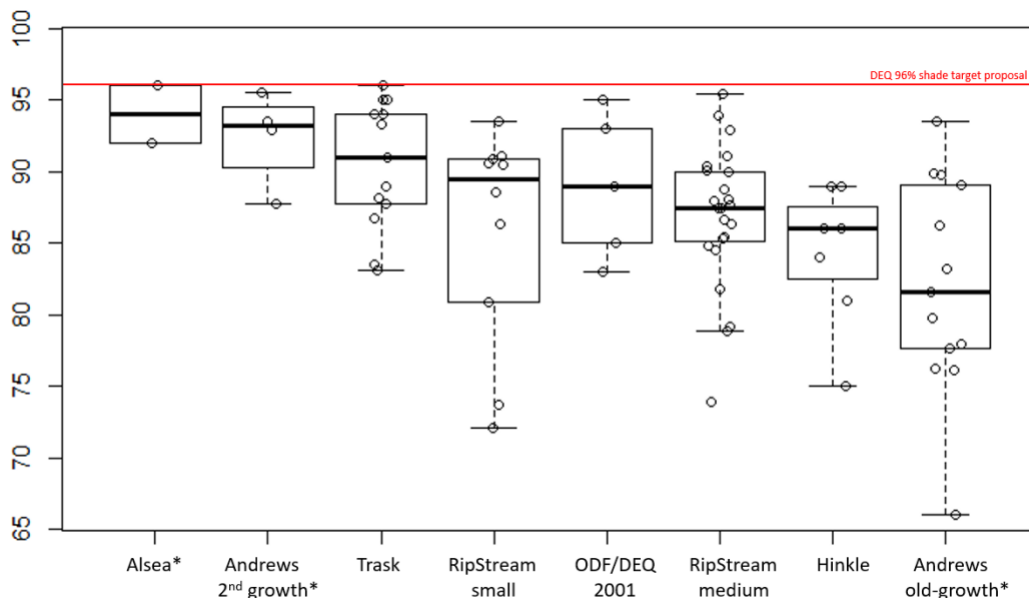 100
95
90
85
80
75
70
65
DEQ 96% shade target proposal
Alsea*
Andrews
2nd growth*
Trask
RipStream
small
ODF/DEQ
2001
RipStream
medium
Hinkle
Andrews
old-growth*